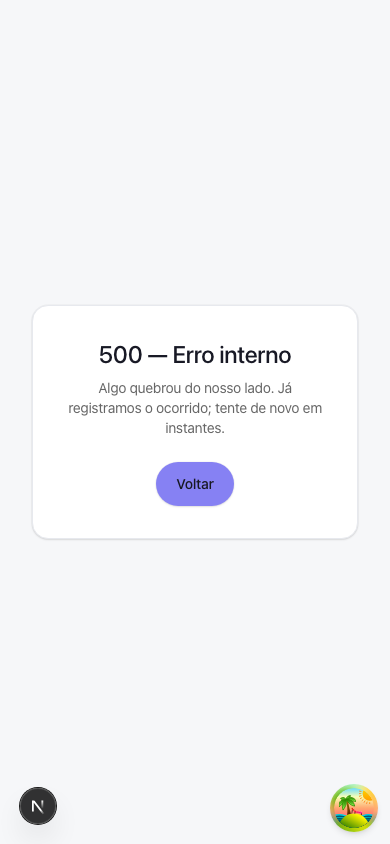 500 — Erro interno
Algo quebrou do nosso lado. Já
registramos o ocorrido; tente de novo em
instantes.
Voltar
N